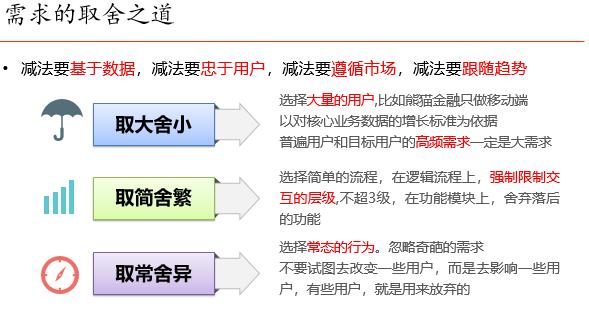 需求的取舍之道
• 减法要基于数据，减法要忠于用户，减法要遵循市场，减法要跟随趋势
取大舍小
选择大量的用户,比如熊猫金融只做移动端
以对核心业务数据的增长标准为依据
普遍用户和目标用户的高频需求一定是大需求
取简舍繁
选择简单的流程，在逻辑流程上，强制限制交
互的层级,不超3级，在功能模块上，舍弃落后
的功能
取常舍异
选择常态的行为。忽略奇葩的需求
不要试图去改变一些用户，而是去影响一些用
户，有些用户，就是用来放弃的